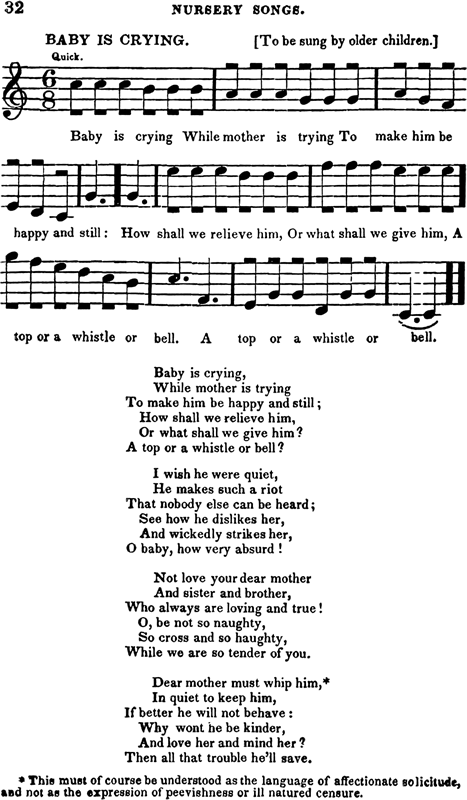 32 NURSERY SONGS.
BABY IS CRYING. [To be sung by older children.]
Quick.
6
8
Baby is crying While mother is trying To make him be
happy and still: How shall we relieve him, Or what shall we give him, A
top or a whistle or bell. A top or a whistle or bell.
Baby is crying,
While mother is trying
To make him be happy and still;
How shall we relieve him,
Or what shall we give him?
A top or a whistle or bell?
I wish he were quiet,
He makes such a riot
That nobody else can be heard;
See how he dislikes her,
And wickedly strikes her,
O baby, how very absurd!
Not love your dear mother
And sister and brother,
Who always are loving and true!
O, be not so naughty,
So cross and so haughty,
While we are so tender of you.
Dear mother must whip him,*
In quiet to keep him,
If better he will not behave:
Why wont he be kinder,
And love her and mind her?
Then all that trouble he'll save.
* This must of course be understood as the language of affectionate solicitude,
and not as the expression of peevishness or ill natured censure.